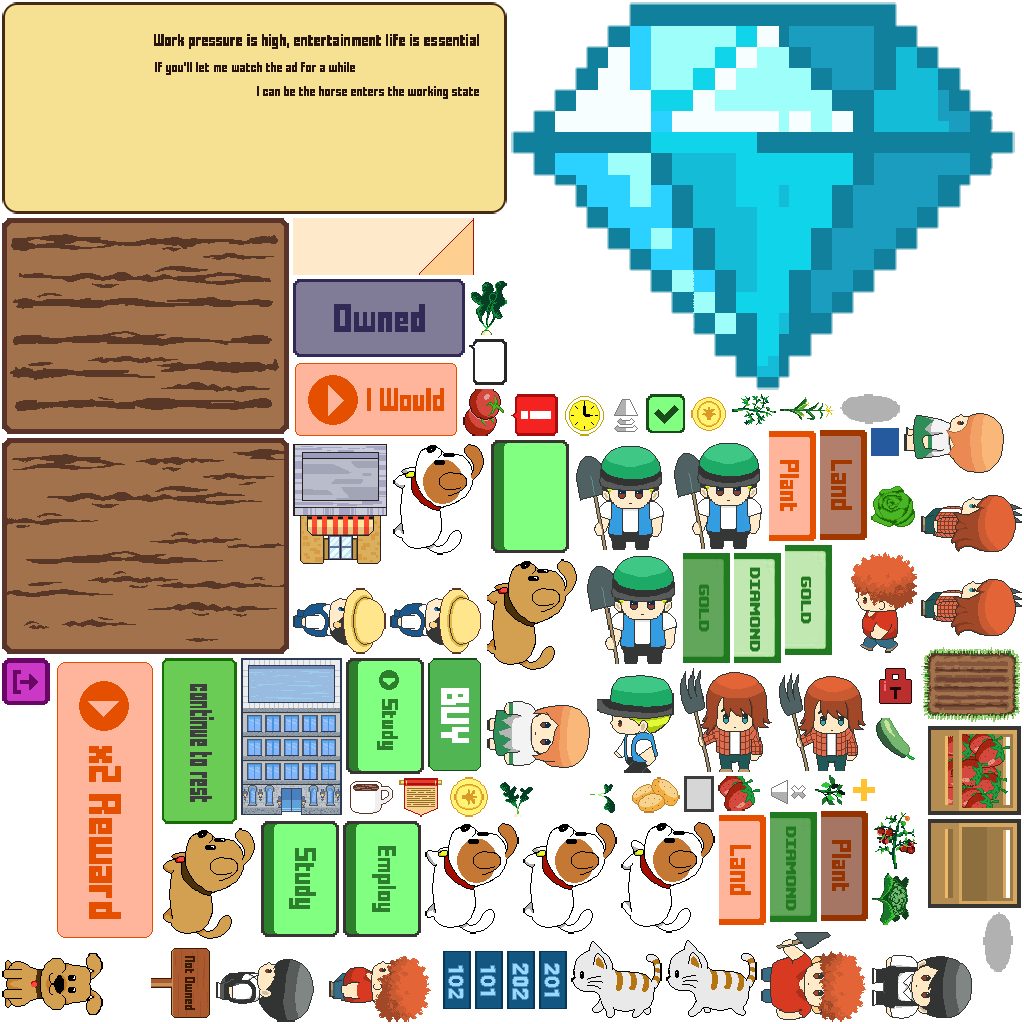 Work pressure is high, entertainment life is essential
If you'll let me watch the ad for a while
I can be the horse enters the working state
Owned
I Would
Plant
Land
GOLD
DIAMOND
GOLD
x2 Reward
continue to rest
Study
BUY
T
Study
Employ
Land
DIAMOND
Plant
Not Owned
102
101
202
201